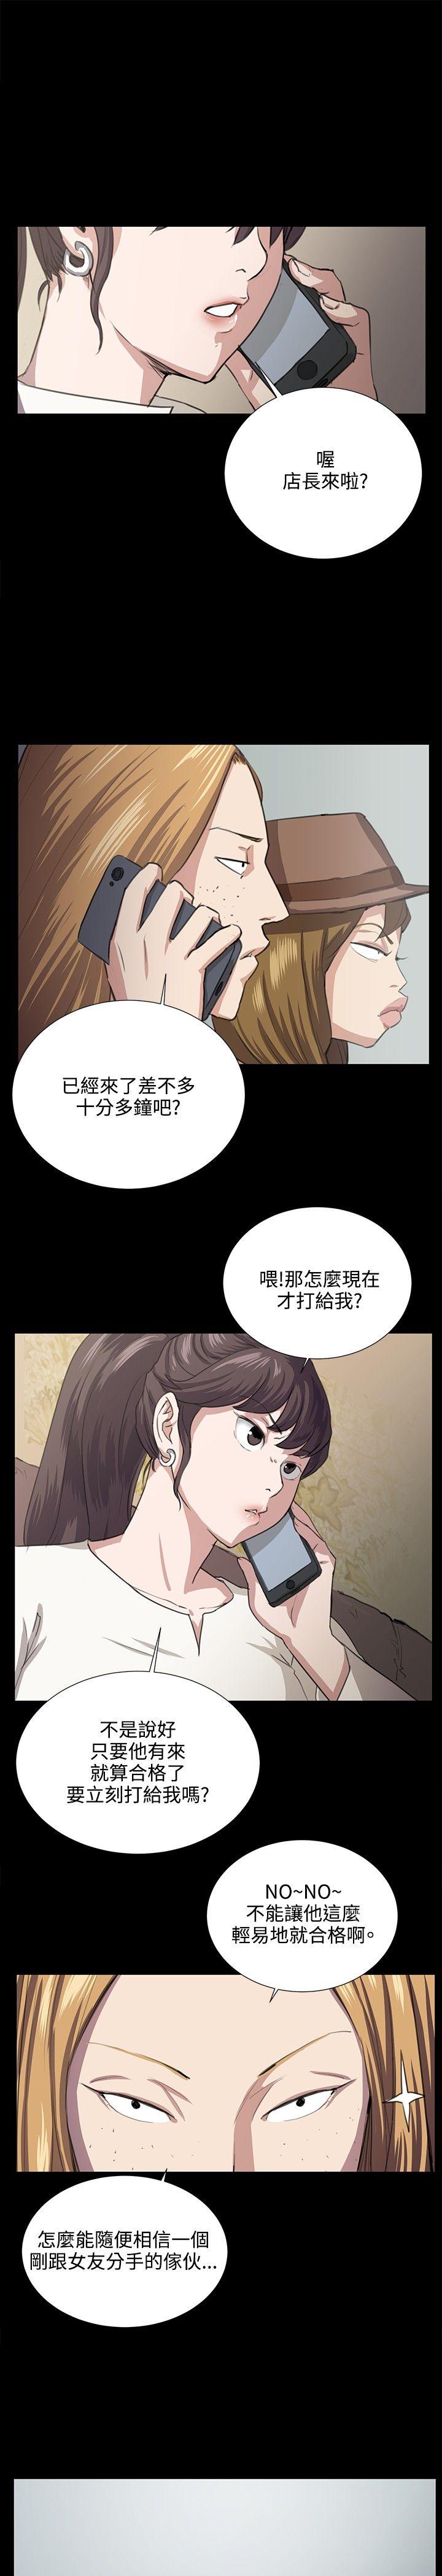 喔
店長來啦?
已經來了差不多
十分多鐘吧?
喂!那怎麼現在
才打給我?
不是說好
只要他有來
就算合格了
要立刻打給我嗎?
NO~NO~
不能讓他這麼
輕易地就合格啊。
怎麼能隨便相信一個
剛跟女友分手的傢伙...